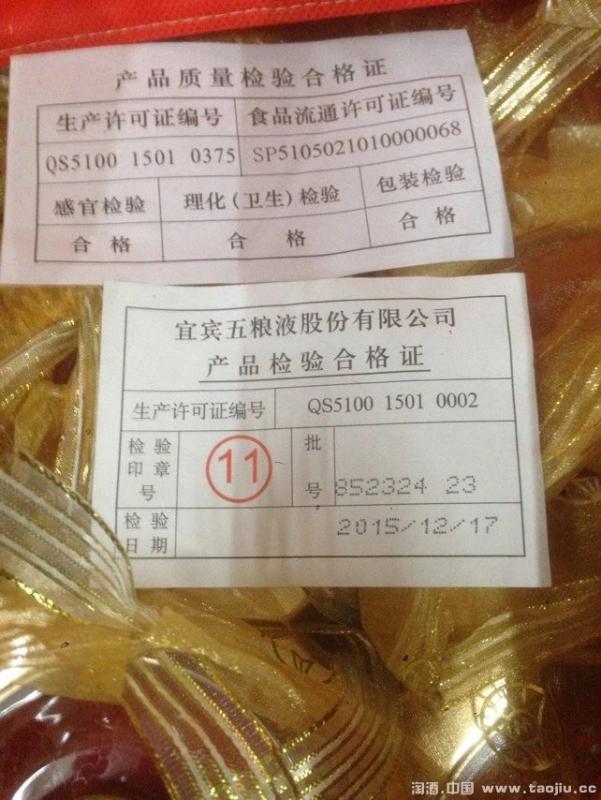 产品质量检验合格证
生产许可证编号 食品流通许可证编号
QS5100 1501 0375 SP5105021010000068
感官检验 理化(卫生)检验 包装检验
合格 合格 合格
宜宾五粮液股份有限公司
产品检验合格证
生产许可证编号 QS5100 1501 0002
检验印章号 11 批号 852324 23
检验日期 2015/12/17
淘酒.中国 www.taojiu.cc